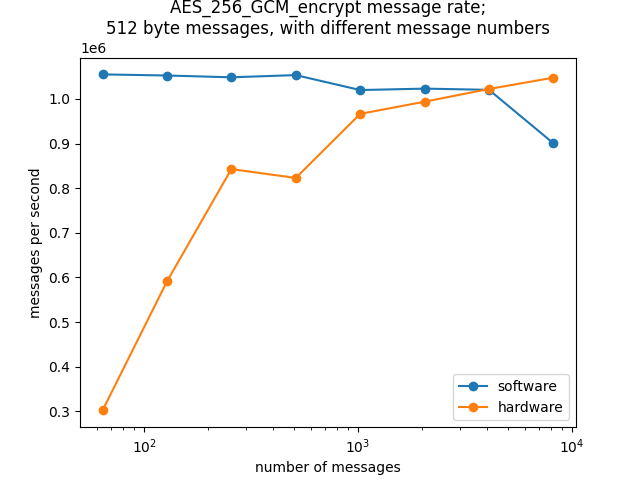 AES_256_GCM_encrypt message rate;
512 byte messages, with different message numbers
1e6
1.0
0.9
0.8
0.7
0.6
0.5
0.4
0.3
messages per second
software
hardware
10²
10³
10⁴
number of messages